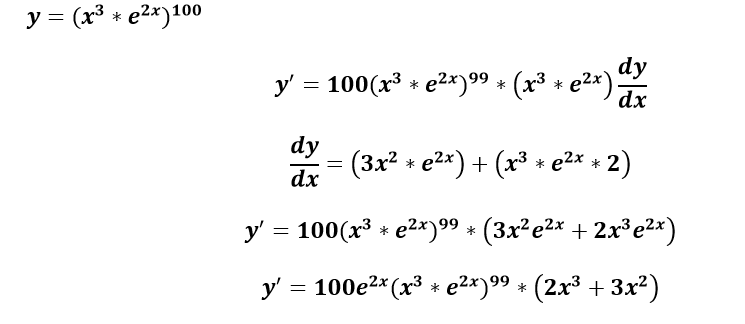 y = (x³ * e²ˣ)¹⁰⁰
y′ = 100(x³ * e²ˣ)⁹⁹ * (x³ * e²ˣ) dy/dx
dy/dx = (3x² * e²ˣ) + (x³ * e²ˣ * 2)
y′ = 100(x³ * e²ˣ)⁹⁹ * (3x²e²ˣ + 2x³e²ˣ)
y′ = 100e²ˣ(x³ * e²ˣ)⁹⁹ * (2x³ + 3x²)